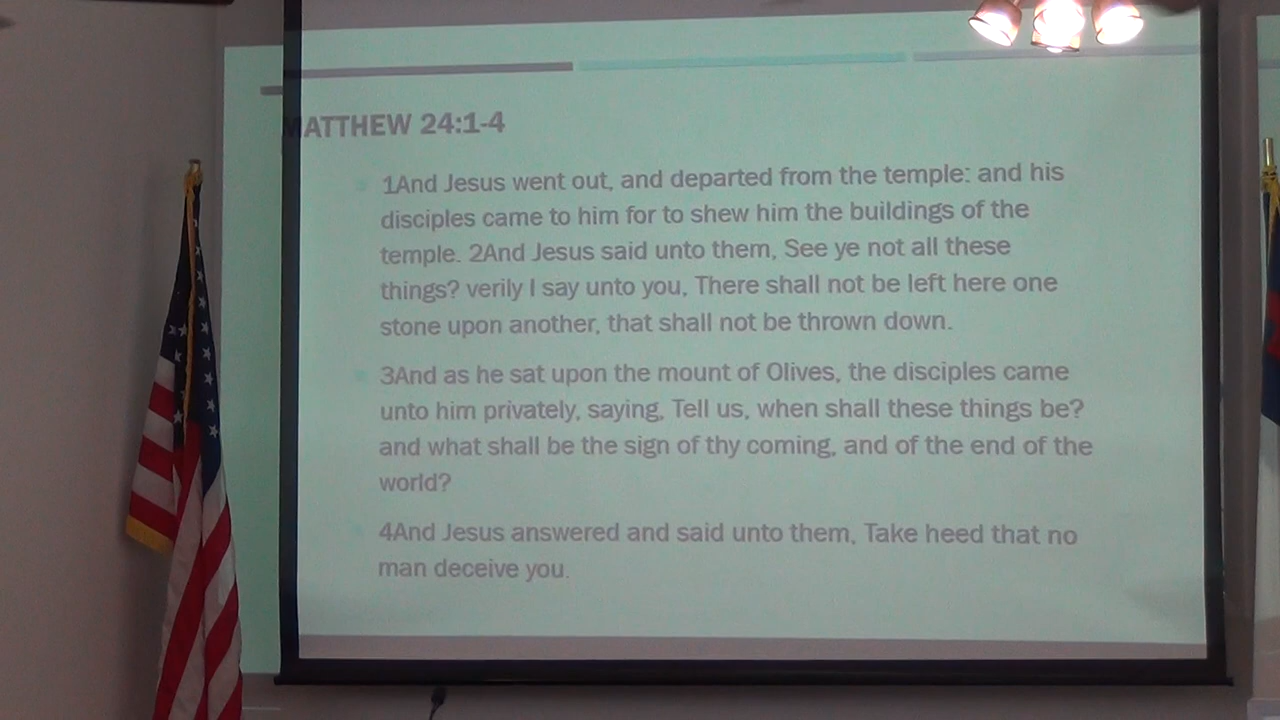 MATTHEW 24:1-4
1And Jesus went out, and departed from the temple: and his
disciples came to him for to shew him the buildings of the
temple. 2And Jesus said unto them, See ye not all these
things? verily I say unto you, There shall not be left here one
stone upon another, that shall not be thrown down.
3And as he sat upon the mount of Olives, the disciples came
unto him privately, saying, Tell us, when shall these things be?
and what shall be the sign of thy coming, and of the end of the
world?
4And Jesus answered and said unto them, Take heed that no
man deceive you.